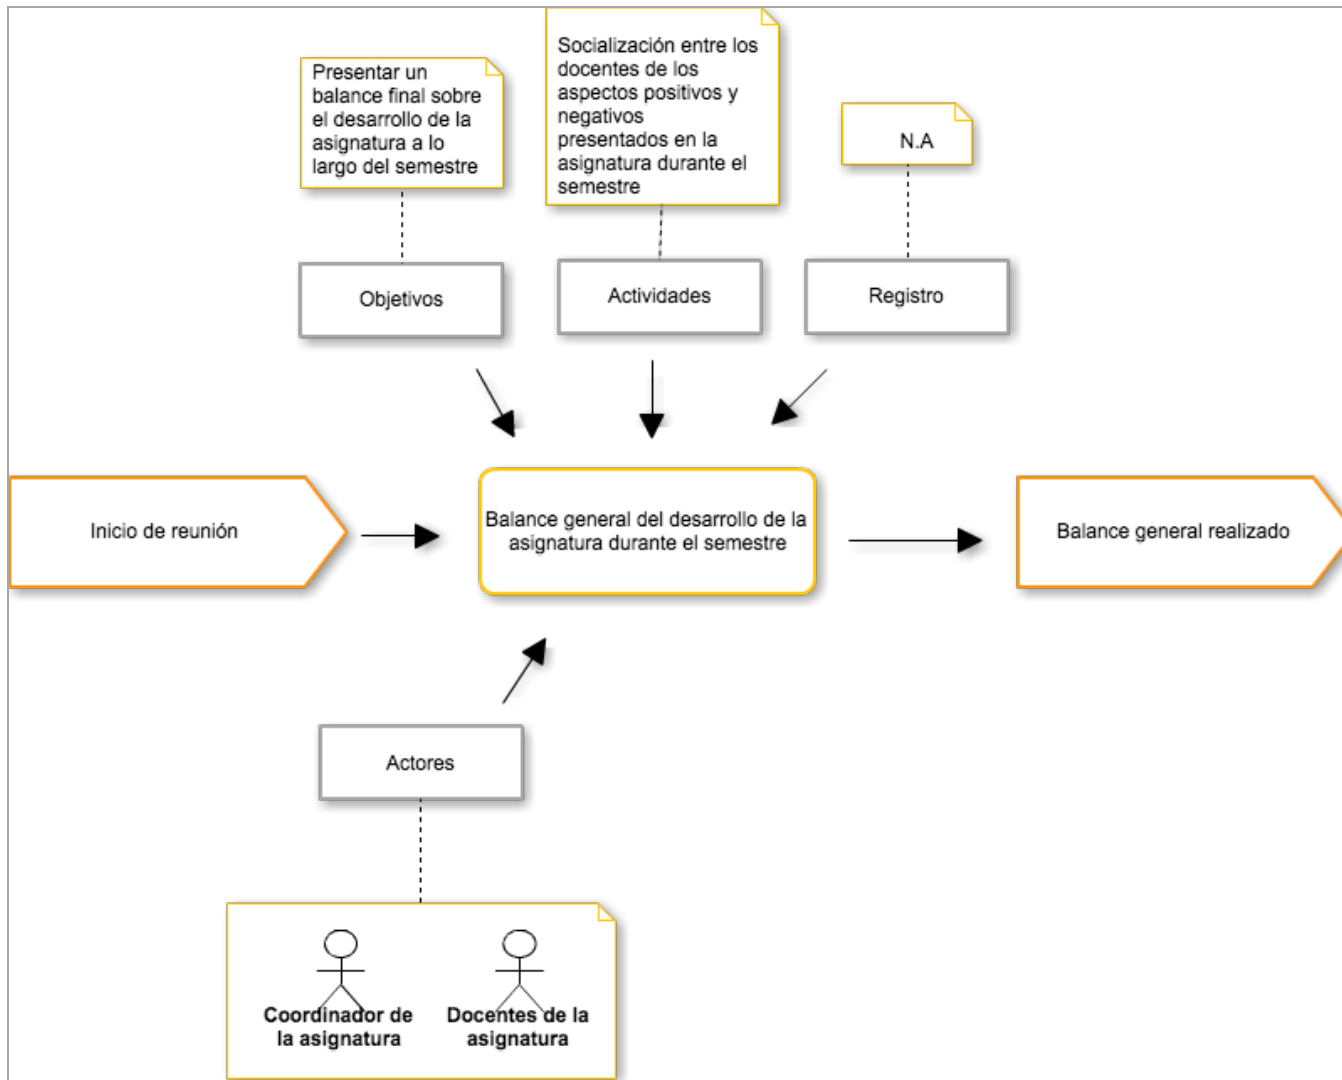 Presentar un
balance final sobre
el desarrollo de la
asignatura a lo
largo del semestre
Socialización entre los
docentes de los
aspectos positivos y
negativos
presentados en la
asignatura durante el
semestre
N.A
Objetivos
Actividades
Registro
Inicio de reunión
Balance general del desarrollo de la
asignatura durante el semestre
Balance general realizado
Actores
Coordinador de
la asignatura
Docentes de la
asignatura